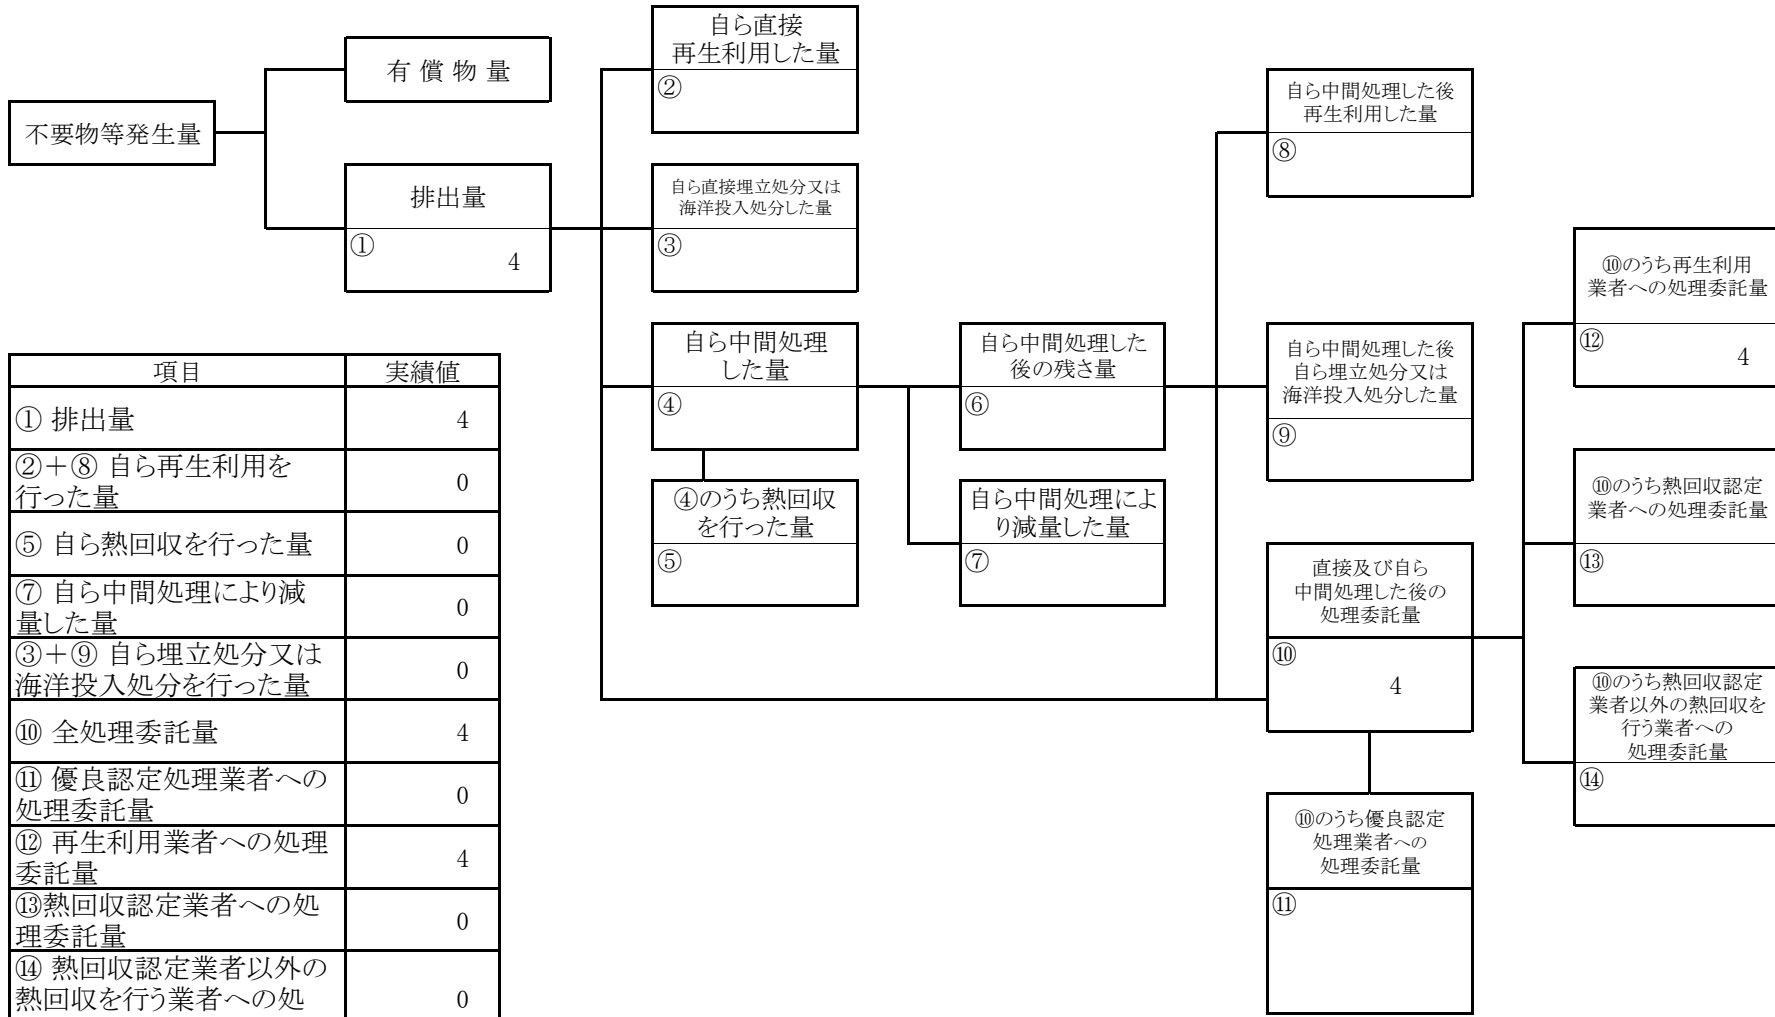 自ら直接
再生利用した量
②
有 償 物 量
不要物等発生量
排出量
①
4
自ら直接埋立処分又は
海洋投入処分した量
③
自ら中間処理した後
再生利用した量
⑧
⑩のうち再生利用
業者への処理委託量
⑫
4
自ら中間処理
した量
④
自ら中間処理した
後の残さ量
⑥
自ら中間処理した後
自ら埋立処分又は
海洋投入処分した量
⑨
④のうち熱回収
を行った量
⑤
自ら中間処理によ
り減量した量
⑦
⑩のうち熱回収認定
業者への処理委託量
⑬
直接及び自ら
中間処理した後の
処理委託量
⑩
4
⑩のうち熱回収認定
業者以外の熱回収を
行う業者への
処理委託量
⑭
⑩のうち優良認定
処理業者への
処理委託量
⑪
項目 実績値
① 排出量 4
②＋⑧ 自ら再生利用を
行った量 0
⑤ 自ら熱回収を行った量 0
⑦ 自ら中間処理により減
量した量 0
③＋⑨ 自ら埋立処分又は
海洋投入処分を行った量 0
⑩ 全処理委託量 4
⑪ 優良認定処理業者への
処理委託量 0
⑫ 再生利用業者への処理
委託量 4
⑬熱回収認定業者への処
理委託量 0
⑭ 熱回収認定業者以外の
熱回収を行う業者への処 0